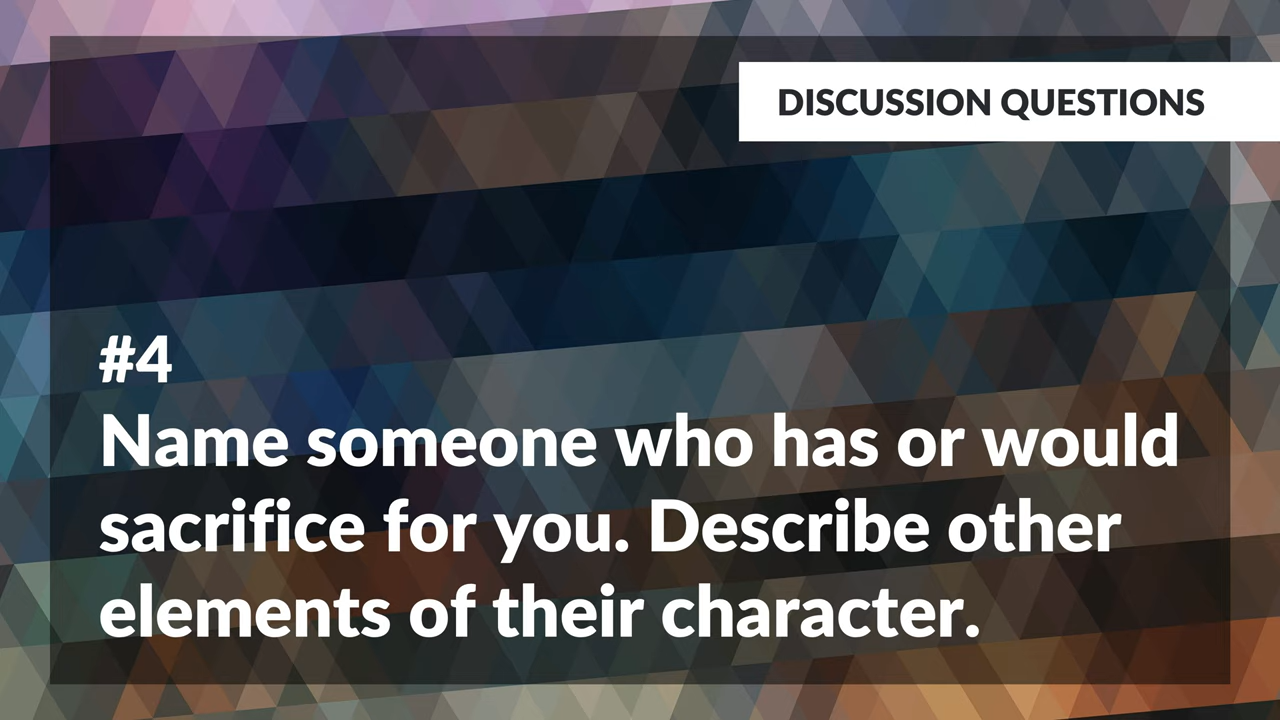 DISCUSSION QUESTIONS
#4
Name someone who has or would
sacrifice for you. Describe other
elements of their character.